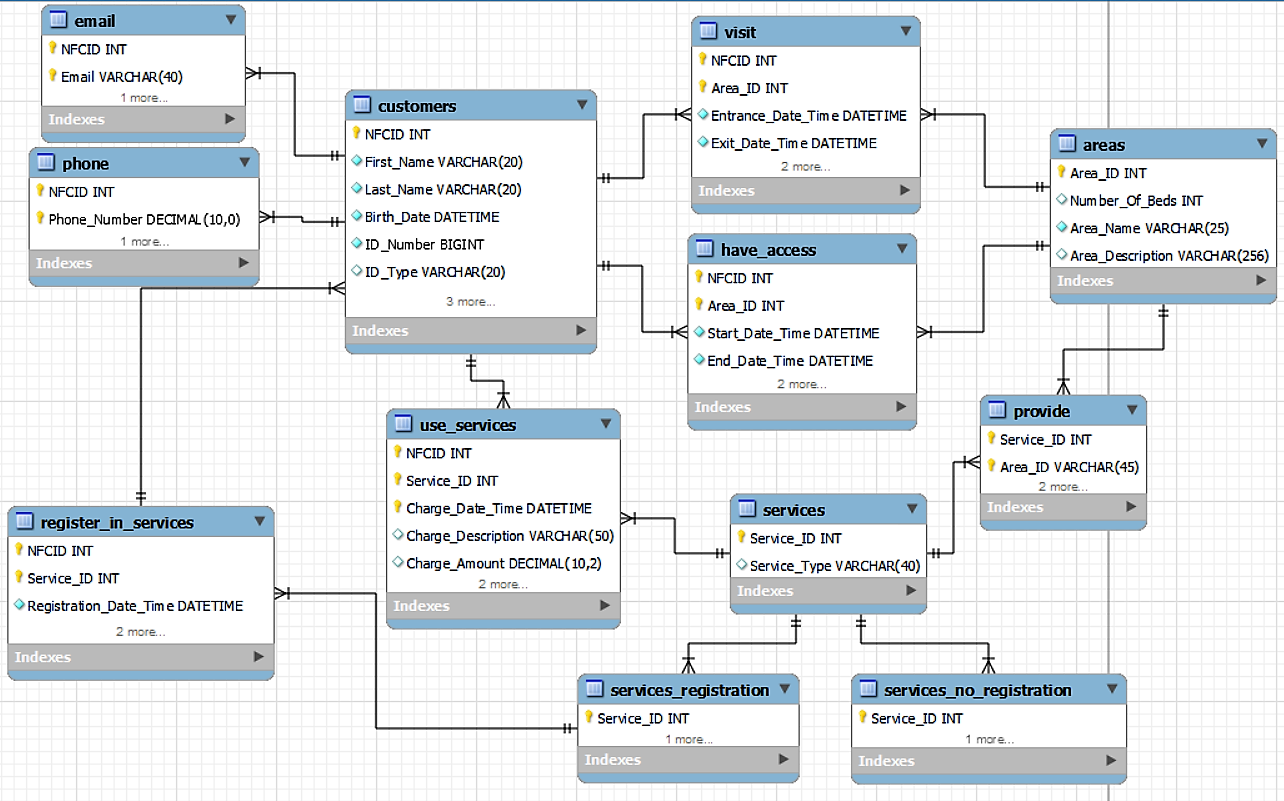 email
NFCID INT
Email VARCHAR(40)
1 more...
Indexes
phone
NFCID INT
Phone_Number DECIMAL(10,0)
1 more...
Indexes
customers
NFCID INT
First_Name VARCHAR(20)
Last_Name VARCHAR(20)
Birth_Date DATETIME
ID_Number BIGINT
ID_Type VARCHAR(20)
3 more...
Indexes
visit
NFCID INT
Area_ID INT
Entrance_Date_Time DATETIME
Exit_Date_Time DATETIME
2 more...
Indexes
areas
Area_ID INT
Number_Of_Beds INT
Area_Name VARCHAR(25)
Area_Description VARCHAR(256)
Indexes
have_access
NFCID INT
Area_ID INT
Start_Date_Time DATETIME
End_Date_Time DATETIME
2 more...
Indexes
use_services
NFCID INT
Service_ID INT
Charge_Date_Time DATETIME
Charge_Description VARCHAR(50)
Charge_Amount DECIMAL(10,2)
2 more...
Indexes
provide
Service_ID INT
Area_ID VARCHAR(45)
2 more...
Indexes
services
Service_ID INT
Service_Type VARCHAR(40)
Indexes
register_in_services
NFCID INT
Service_ID INT
Registration_Date_Time DATETIME
2 more...
Indexes
services_registration
Service_ID INT
1 more...
Indexes
services_no_registration
Service_ID INT
1 more...
Indexes